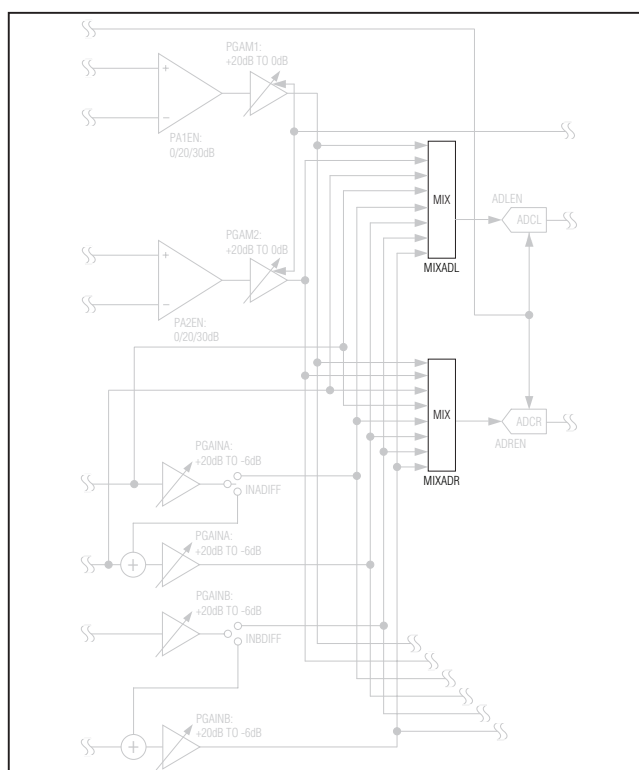 PGAM1:
+20dB TO 0dB
+
−
PA1EN:
0/20/30dB
MIX
ADLEN
ADCL
MIXADL
PGAM2:
+20dB TO 0dB
+
−
PA2EN:
0/20/30dB
MIX
ADCR
ADREN
MIXADR
PGAINA:
+20dB TO -6dB
INADIFF
PGAINA:
+20dB TO -6dB
+
PGAINB:
+20dB TO -6dB
INBDIFF
PGAINB:
+20dB TO -6dB
+